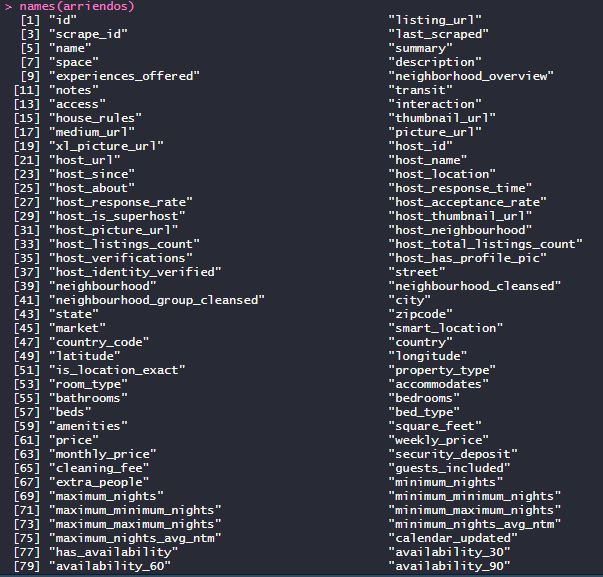 > names(arriendos)
[1] "id" "listing_url"
[3] "scrape_id" "last_scraped"
[5] "name" "summary"
[7] "space" "description"
[9] "experiences_offered" "neighborhood_overview"
[11] "notes" "transit"
[13] "access" "interaction"
[15] "house_rules" "thumbnail_url"
[17] "medium_url" "picture_url"
[19] "xl_picture_url" "host_id"
[21] "host_url" "host_name"
[23] "host_since" "host_location"
[25] "host_about" "host_response_time"
[27] "host_response_rate" "host_acceptance_rate"
[29] "host_is_superhost" "host_thumbnail_url"
[31] "host_picture_url" "host_neighbourhood"
[33] "host_listings_count" "host_total_listings_count"
[35] "host_verifications" "host_has_profile_pic"
[37] "host_identity_verified" "street"
[39] "neighbourhood" "neighbourhood_cleansed"
[41] "neighbourhood_group_cleansed" "city"
[43] "state" "zipcode"
[45] "market" "smart_location"
[47] "country_code" "country"
[49] "latitude" "longitude"
[51] "is_location_exact" "property_type"
[53] "room_type" "accommodates"
[55] "bathrooms" "bedrooms"
[57] "beds" "bed_type"
[59] "amenities" "square_feet"
[61] "price" "weekly_price"
[63] "monthly_price" "security_deposit"
[65] "cleaning_fee" "guests_included"
[67] "extra_people" "minimum_nights"
[69] "maximum_nights" "minimum_minimum_nights"
[71] "maximum_minimum_nights" "minimum_maximum_nights"
[73] "maximum_maximum_nights" "minimum_nights_avg_ntm"
[75] "maximum_nights_avg_ntm" "calendar_updated"
[77] "has_availability" "availability_30"
[79] "availability_60" "availability_90"